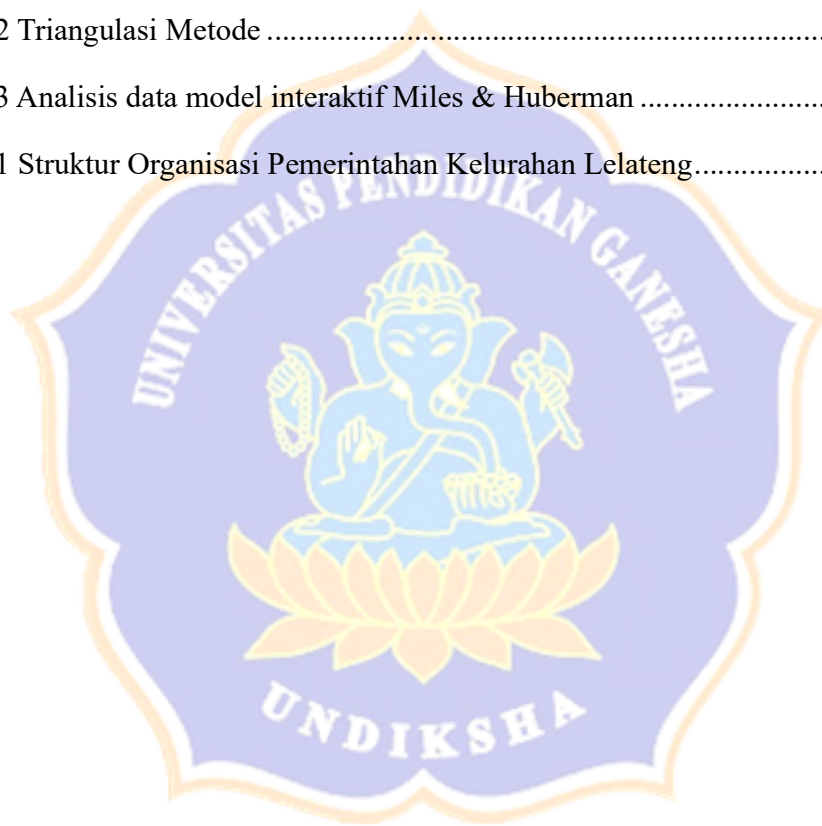 2 Triangulasi Metode ........................................................................
3 Analisis data model interaktif Miles & Huberman ........................
1 Struktur Organisasi Pemerintahan Kelurahan Lelateng.................
UNIVERSITAS PENDIDIKAN GANESHA
UNDIKSHA